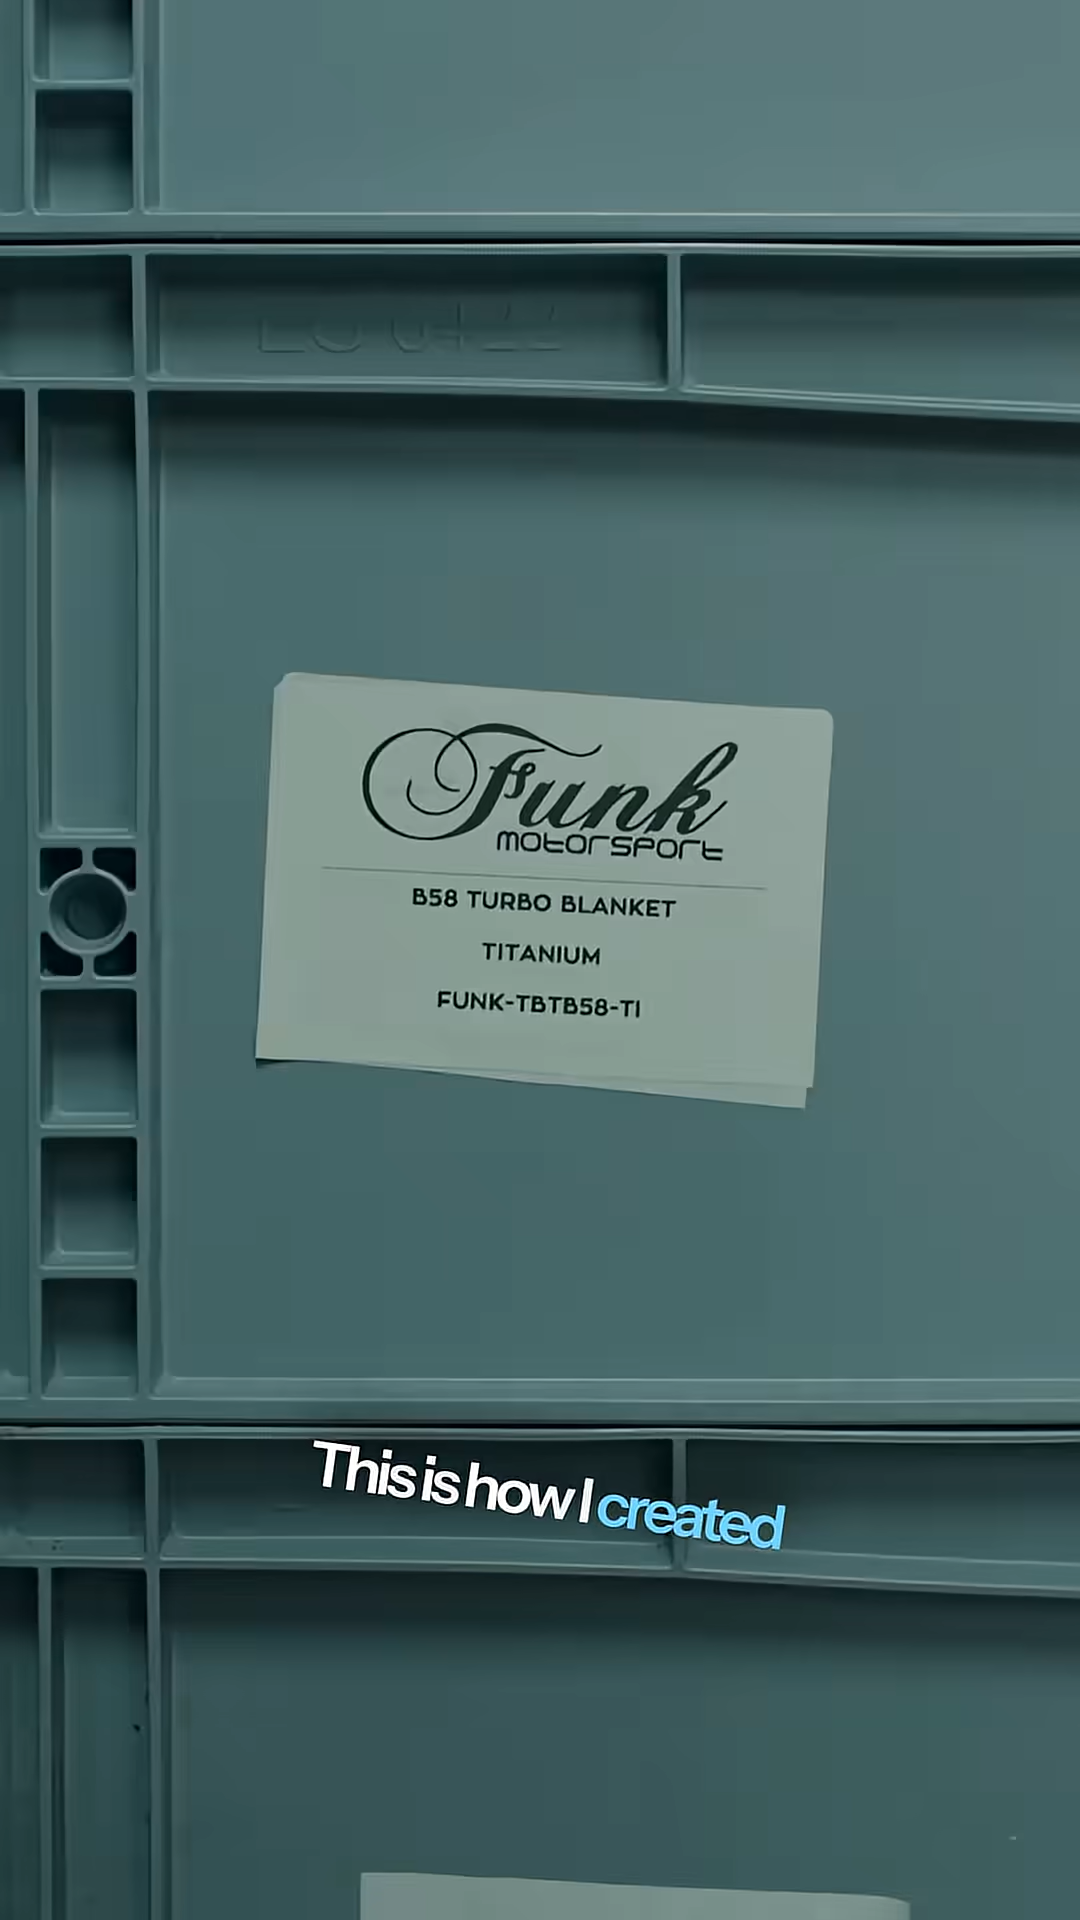 Funk
motorsport
B58 TURBO BLANKET
TITANIUM
FUNK-TBTB58-TI
This is how I created